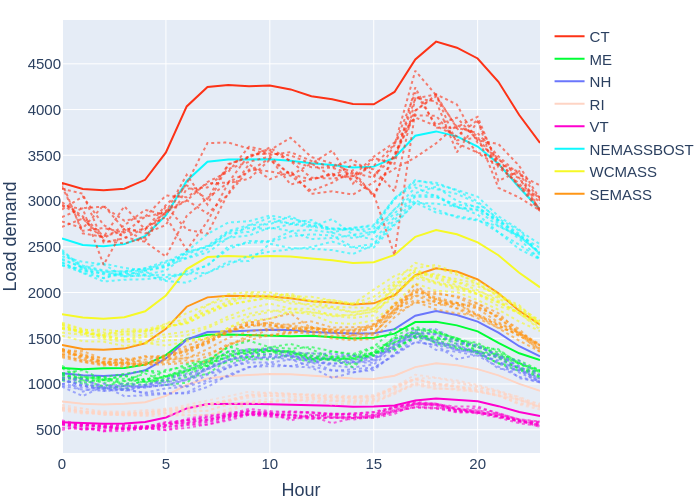 4500
4000
3500
3000
2500
2000
1500
1000
500
0
5
10
15
20
Hour
Load demand
CT
ME
NH
RI
VT
NEMASSBOST
WCMASS
SEMASS